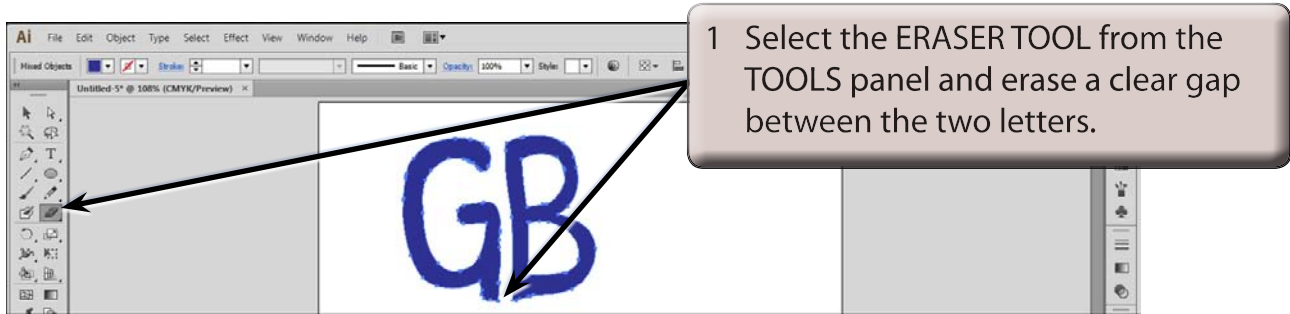 Ai File Edit Object Type Select Effect View Window Help Br
1 Select the ERASER TOOL from the
TOOLS panel and erase a clear gap
between the two letters.
Mixed Objects Stroke: Basic Opacity: 100% Style:
Untitled-5* @ 108% (CMYK/Preview) ×
T
GB